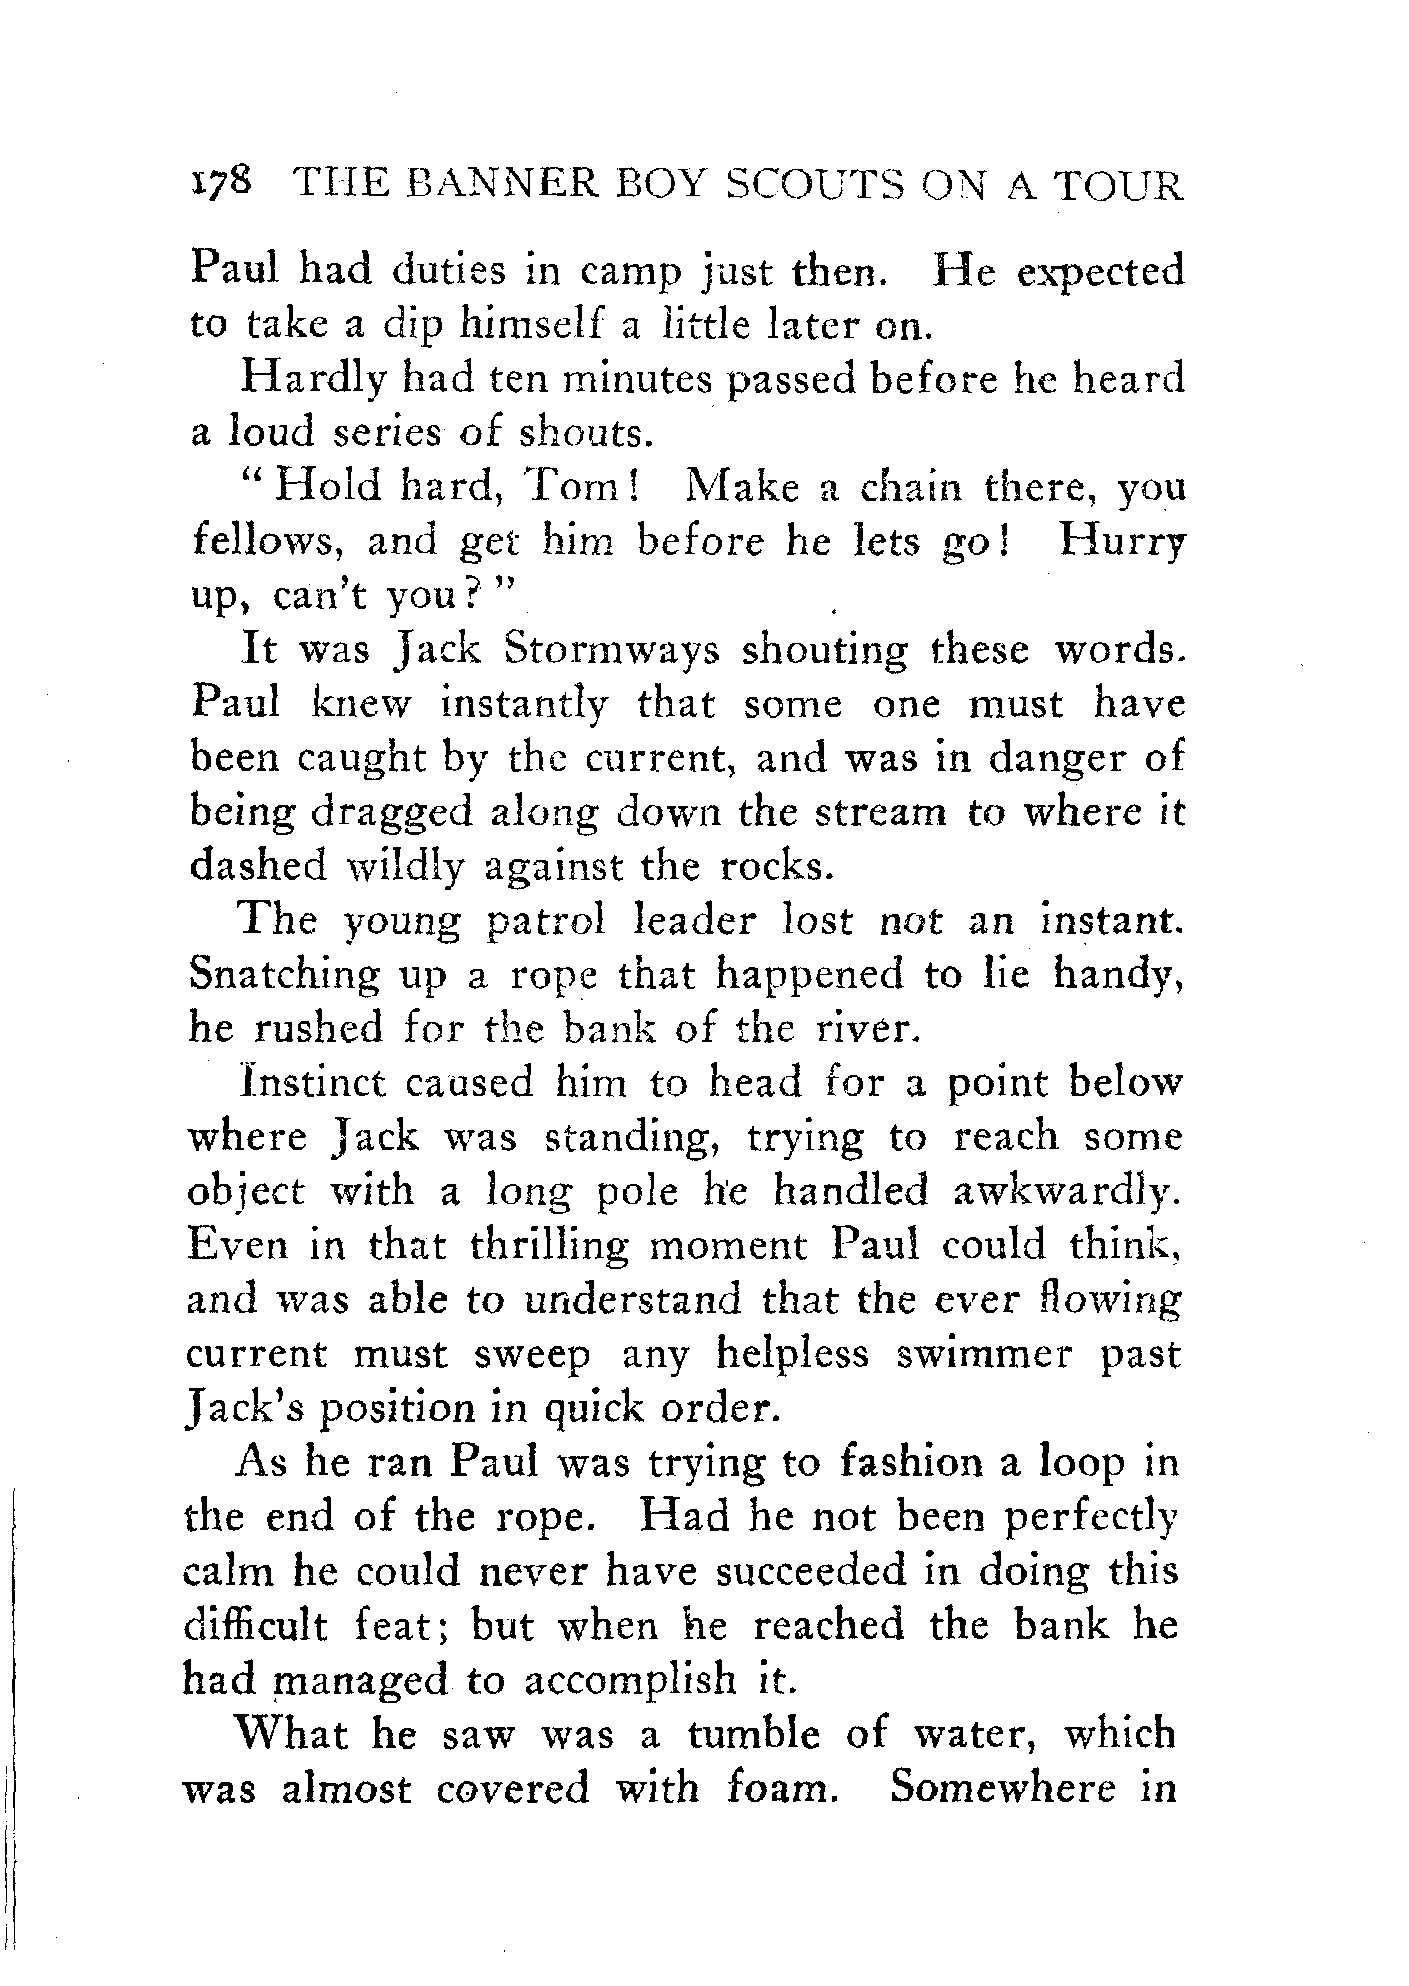 178 THE BANNER BOY SCOUTS ON A TOUR
Paul had duties in camp just then. He expected
to take a dip himself a little later on.
Hardly had ten minutes passed before he heard
a loud series of shouts.
“ Hold hard, Tom! Make a chain there, you
fellows, and get him before he lets go! Hurry
up, can't you? ”
It was Jack Stormways shouting these words.
Paul knew instantly that some one must have
been caught by the current, and was in danger of
being dragged along down the stream to where it
dashed wildly against the rocks.
The young patrol leader lost not an instant.
Snatching up a rope that happened to lie handy,
he rushed for the bank of the river.
Instinct caused him to head for a point below
where Jack was standing, trying to reach some
object with a long pole he handled awkwardly.
Even in that thrilling moment Paul could think,
and was able to understand that the ever flowing
current must sweep any helpless swimmer past
Jack's position in quick order.
As he ran Paul was trying to fashion a loop in
the end of the rope. Had he not been perfectly
calm he could never have succeeded in doing this
difficult feat; but when he reached the bank he
had managed to accomplish it.
What he saw was a tumble of water, which
was almost covered with foam. Somewhere in